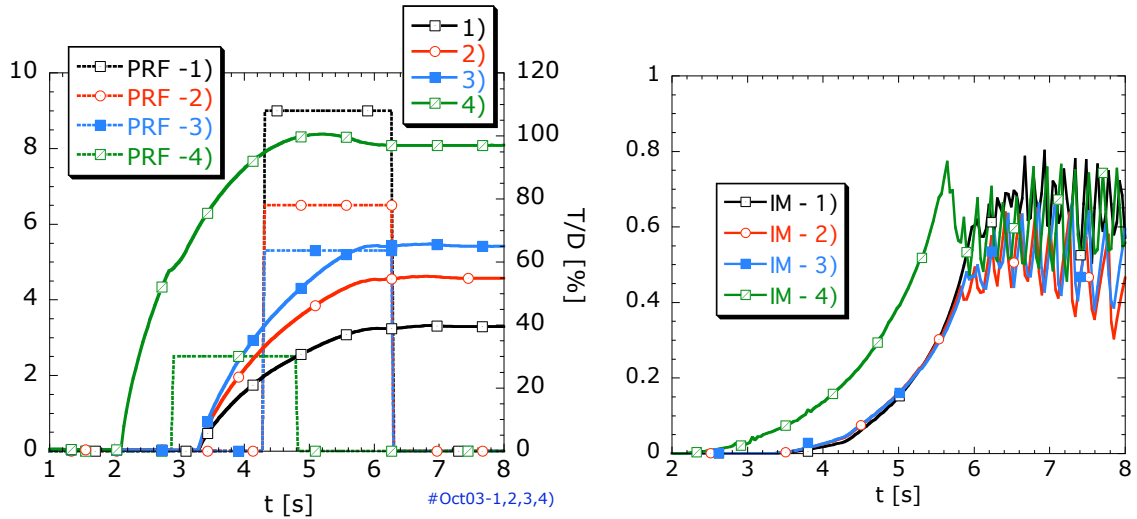 PRF -1)
PRF -2)
PRF -3)
PRF -4)
1)
2)
3)
4)
10
8
6
4
2
0
120
100
80
60
40
20
0
T/D [%]
1 2 3 4 5 6 7 8
t [s]
#Oct03-1,2,3,4)
IM - 1)
IM - 2)
IM - 3)
IM - 4)
1
0.8
0.6
0.4
0.2
0
2 3 4 5 6 7 8
t [s]